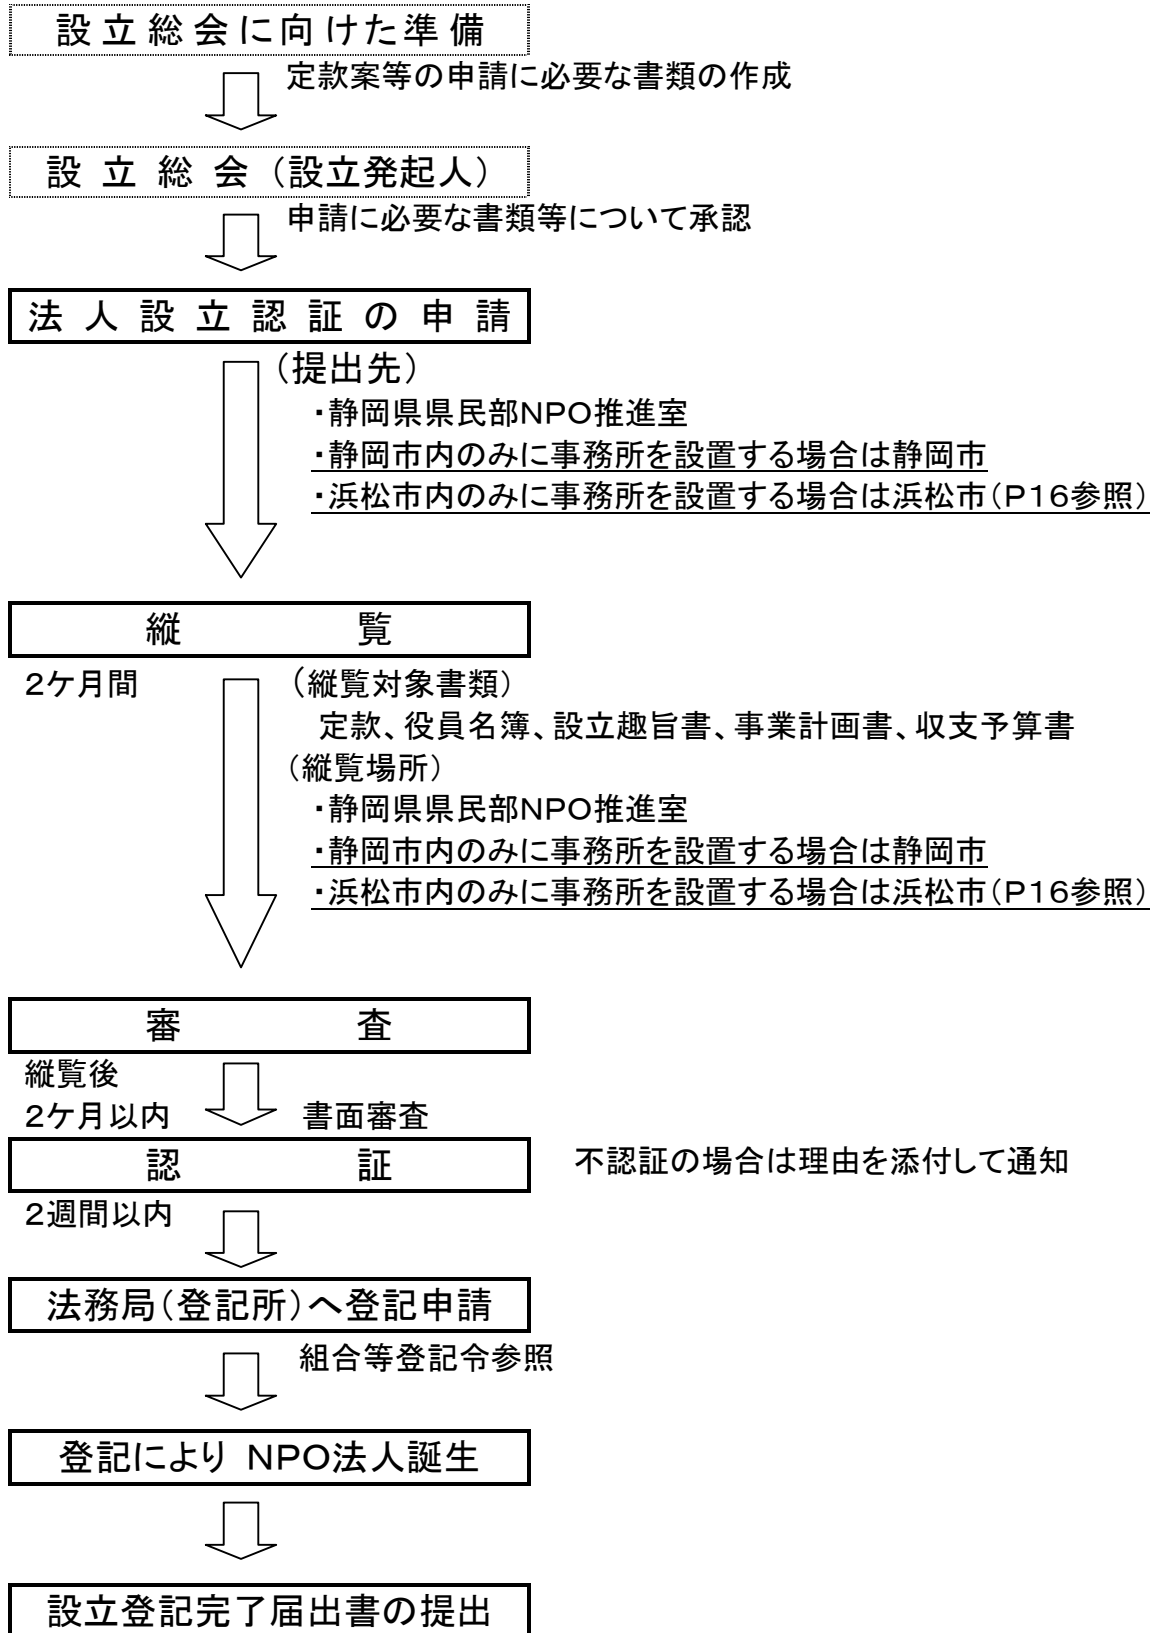 設立総会に向けた準備
定款案等の申請に必要な書類の作成
設立総会（設立発起人）
申請に必要な書類等について承認
法人設立認証の申請
（提出先）
・静岡県県民部NPO推進室
・静岡市内のみに事務所を設置する場合は静岡市
・浜松市内のみに事務所を設置する場合は浜松市（P16参照）
縦覧
2ケ月間
（縦覧対象書類）
定款、役員名簿、設立趣旨書、事業計画書、収支予算書
（縦覧場所）
・静岡県県民部NPO推進室
・静岡市内のみに事務所を設置する場合は静岡市
・浜松市内のみに事務所を設置する場合は浜松市（P16参照）
審査
縦覧後
2ケ月以内
書面審査
認証
不認証の場合は理由を添付して通知
2週間以内
法務局（登記所）へ登記申請
組合等登記令参照
登記により NPO法人誕生
設立登記完了届出書の提出